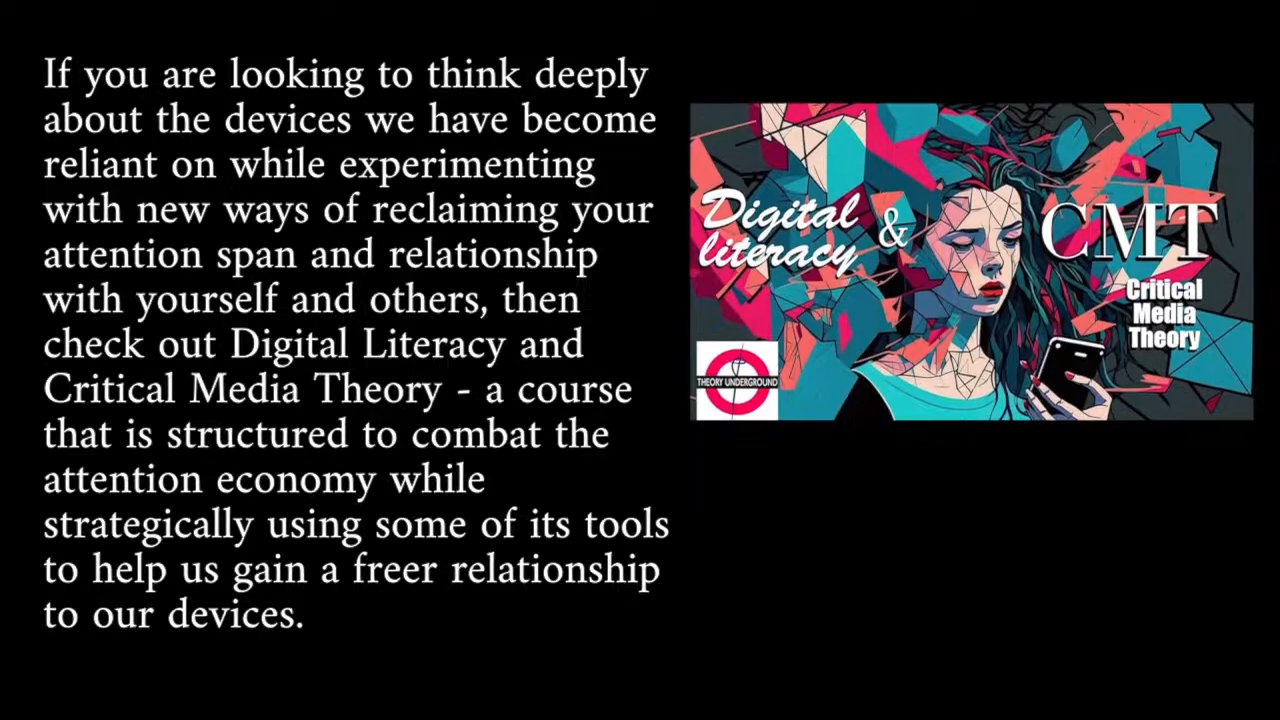 If you are looking to think deeply
about the devices we have become
reliant on while experimenting
with new ways of reclaiming your
attention span and relationship
with yourself and others, then
check out Digital Literacy and
Critical Media Theory - a course
that is structured to combat the
attention economy while
strategically using some of its tools
to help us gain a freer relationship
to our devices.
Digital
literacy
&
CMT
Critical
Media
Theory
THEORY UNDERGROUND